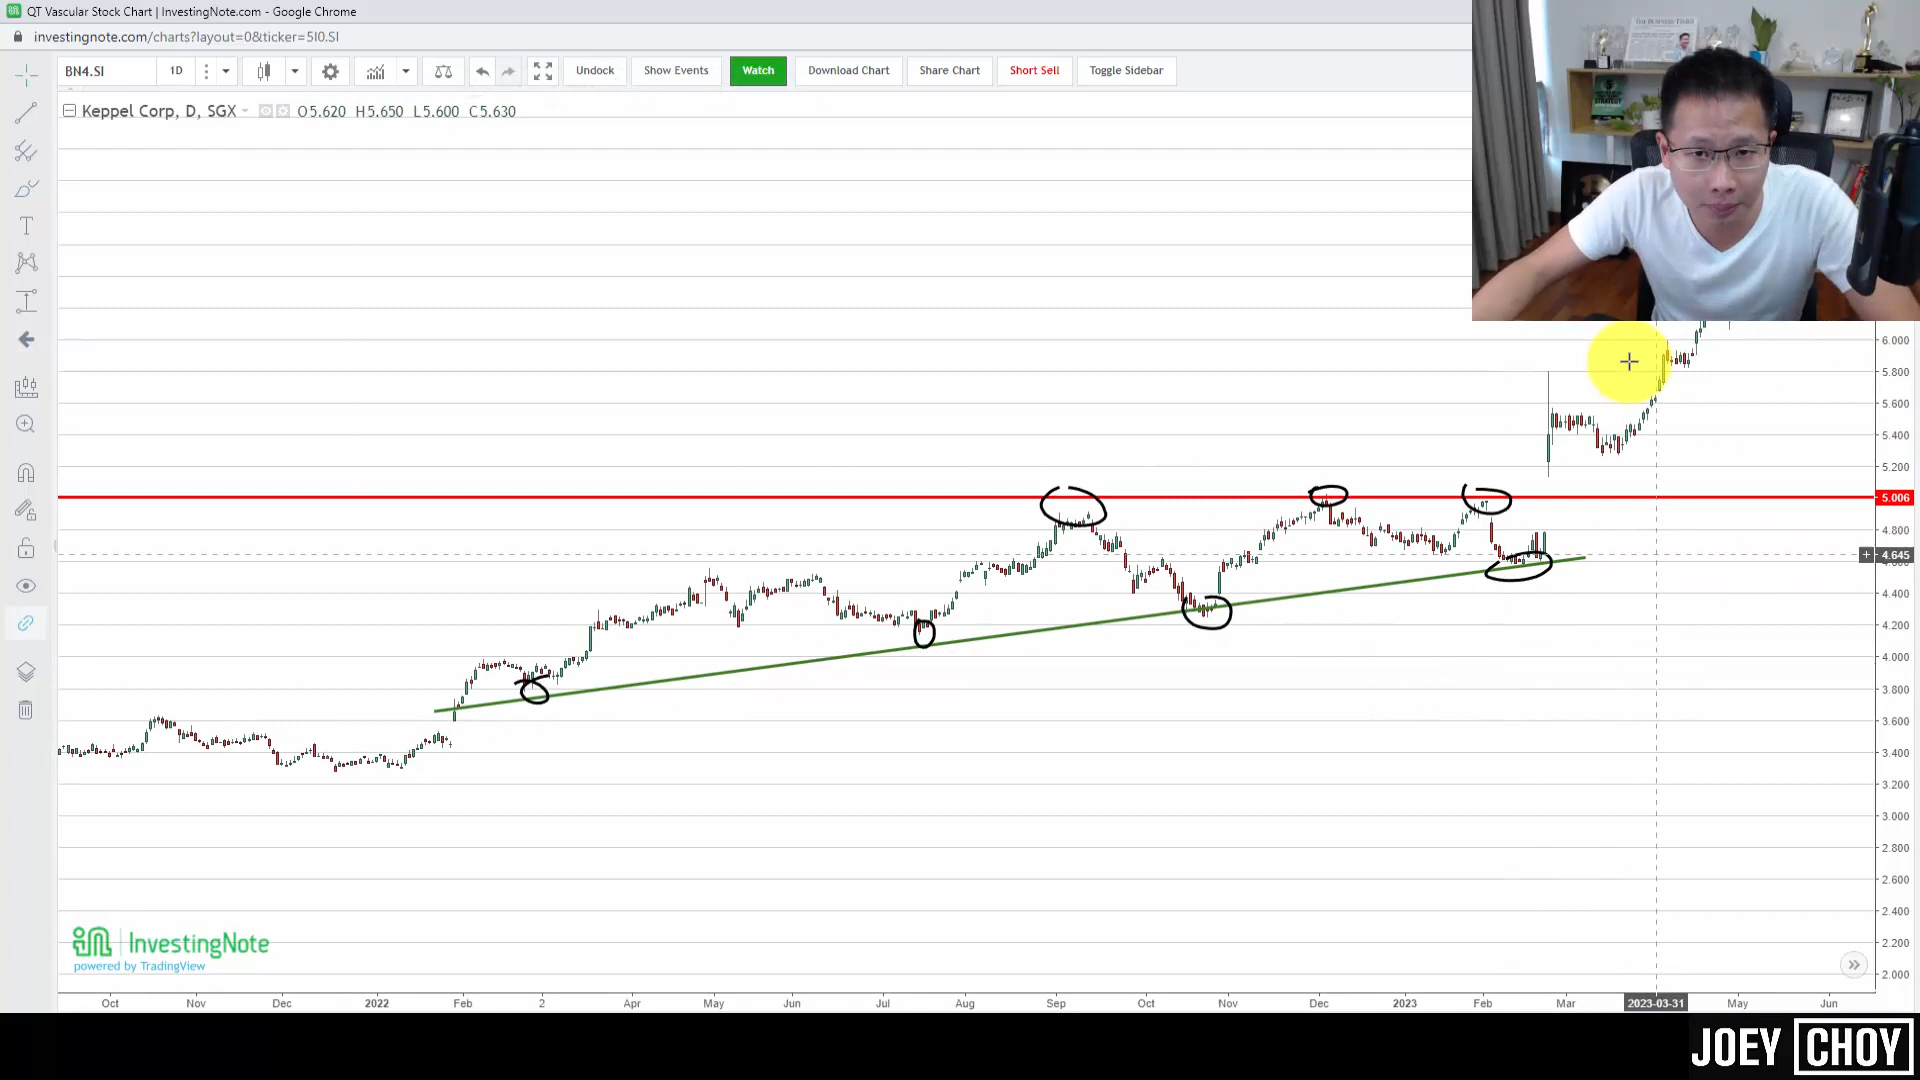 QT Vascular Stock Chart | InvestingNote.com - Google Chrome
investingnote.com/charts?layout=0&ticker=5I0.SI
BN4.SI 1D Undock Show Events Watch Download Chart Share Chart Short Sell Toggle Sidebar
Keppel Corp, D, SGX O5.620 H5.650 L5.600 C5.630
STRATEGY
6.000
5.800
5.600
5.400
5.200
5.006
4.800
4.645
4.400
4.200
4.000
3.800
3.600
3.400
3.200
3.000
2.800
2.600
2.400
2.200
2.000
InvestingNote
powered by TradingView
Oct Nov Dec 2022 Feb 2 Apr May Jun Jul Aug Sep Oct Nov Dec 2023 Feb Mar 2023-03-31 May Jun
JOEY CHOY